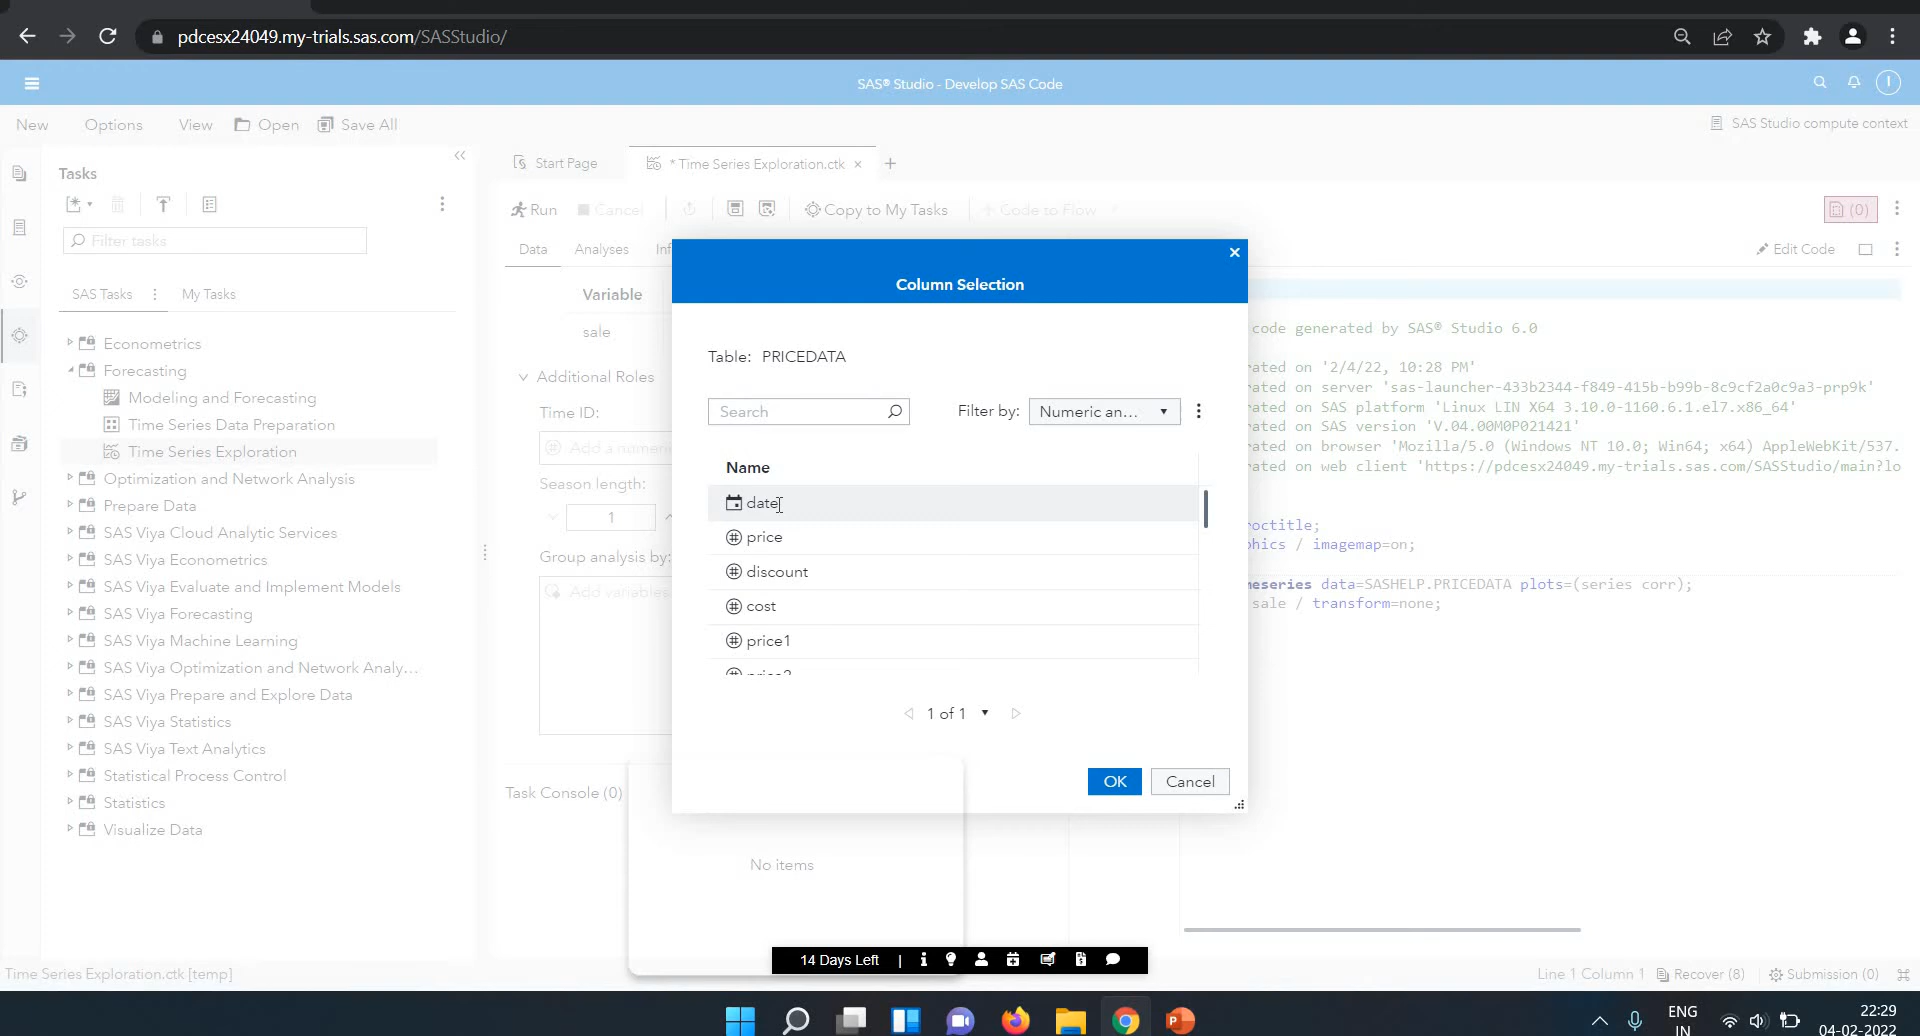 pdcesx24049.my-trials.sas.com/SASStudio/
SAS® Studio - Develop SAS Code
I
New Options View Open Save All
SAS Studio compute context
Tasks
Start Page
* Time Series Exploration.ctk
Run Cancel Copy to My Tasks Code to Flow
(0)
Filter tasks
Data Analyses Inf
Edit Code
SAS Tasks My Tasks
Econometrics
Forecasting
Modeling and Forecasting
Time Series Data Preparation
Time Series Exploration
Optimization and Network Analysis
Prepare Data
SAS Viya Cloud Analytic Services
SAS Viya Econometrics
SAS Viya Evaluate and Implement Models
SAS Viya Forecasting
SAS Viya Machine Learning
SAS Viya Optimization and Network Analy...
SAS Viya Prepare and Explore Data
SAS Viya Statistics
SAS Viya Text Analytics
Statistical Process Control
Statistics
Visualize Data
Variable
sale
Additional Roles
Time ID:
Add a numeri
Season length:
1
Group analysis by:
Add variables
Task Console (0)
No items
Column Selection
Table: PRICEDATA
Search
Filter by: Numeric an...
Name
date
price
discount
cost
price1
1 of 1
OK Cancel
code generated by SAS® Studio 6.0
ated on '2/4/22, 10:28 PM'
ated on server 'sas-launcher-433b2344-f849-415b-b99b-8c9cf2a0c9a3-prp9k'
ated on SAS platform 'Linux LIN X64 3.10.0-1160.6.1.el7.x86_64'
ated on SAS version 'V.04.00M0P021421'
ated on browser 'Mozilla/5.0 (Windows NT 10.0; Win64; x64) AppleWebKit/537.
ated on web client 'https://pdcesx24049.my-trials.sas.com/SASStudio/main?lo
octitle;
hics / imagemap=on;
meseries data=SASHELP.PRICEDATA plots=(series corr);
sale / transform=none;
14 Days Left |
Time Series Exploration.ctk [temp]
Line 1 Column 1 Recover (8) Submission (0)
ENG
IN
22:29
04-02-2022